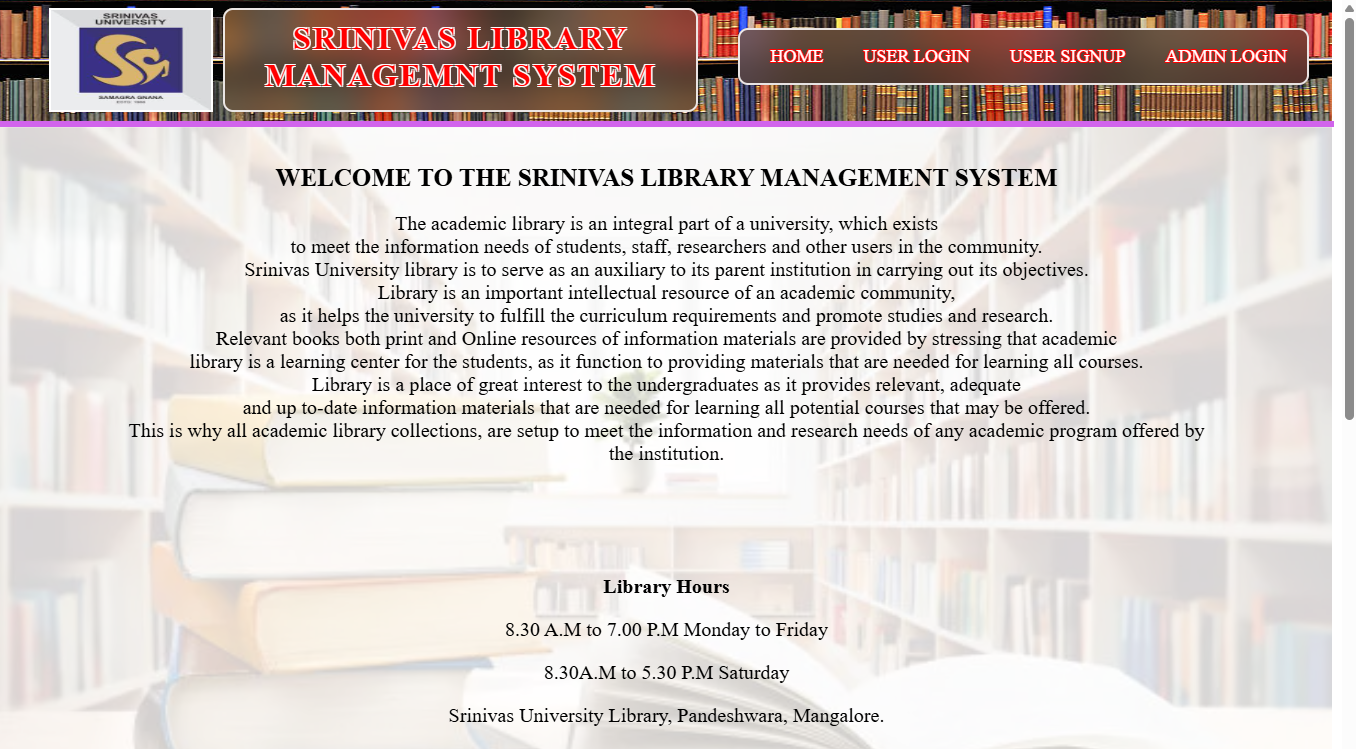 SRINIVAS
UNIVERSITY
SAMAGRA GNANA
SRINIVAS LIBRARY
MANAGEMNT SYSTEM
HOME USER LOGIN USER SIGNUP ADMIN LOGIN
WELCOME TO THE SRINIVAS LIBRARY MANAGEMENT SYSTEM
The academic library is an integral part of a university, which exists
to meet the information needs of students, staff, researchers and other users in the community.
Srinivas University library is to serve as an auxiliary to its parent institution in carrying out its objectives.
Library is an important intellectual resource of an academic community,
as it helps the university to fulfill the curriculum requirements and promote studies and research.
Relevant books both print and Online resources of information materials are provided by stressing that academic
library is a learning center for the students, as it function to providing materials that are needed for learning all courses.
Library is a place of great interest to the undergraduates as it provides relevant, adequate
and up to-date information materials that are needed for learning all potential courses that may be offered.
This is why all academic library collections, are setup to meet the information and research needs of any academic program offered by
the institution.
Library Hours
8.30 A.M to 7.00 P.M Monday to Friday
8.30A.M to 5.30 P.M Saturday
Srinivas University Library, Pandeshwara, Mangalore.